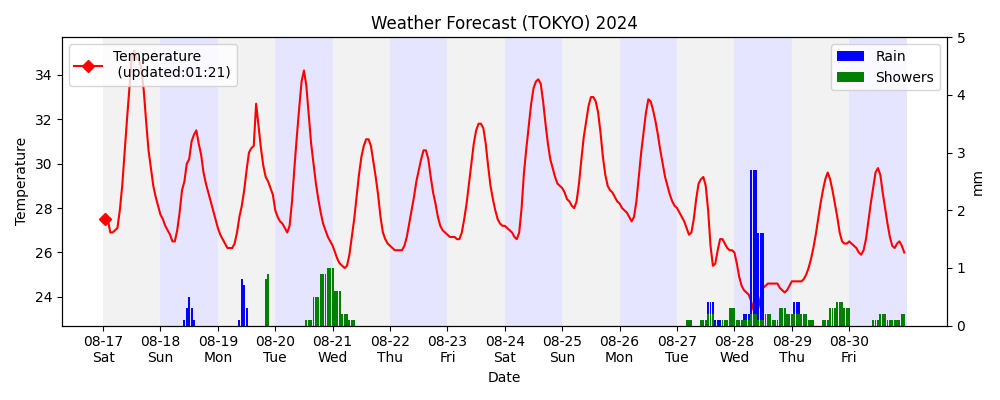 Weather Forecast (TOKYO) 2024
Temperature
(updated:01:21)
Rain
Showers
Temperature
34
32
30
28
26
24
5
4
3
2
1
0
mm
08-17 08-18 08-19 08-20 08-21 08-22 08-23 08-24 08-25 08-26 08-27 08-28 08-29 08-30
Sat Sun Mon Tue Wed Thu Fri Sat Sun Mon Tue Wed Thu Fri
Date